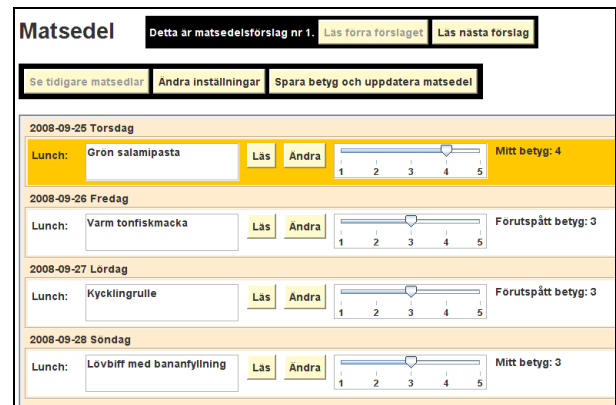 Matsedel
Detta är matsedelsförslag nr 1. Läs förra förslaget Läs nästa förslag
Se tidigare matsedlar Ändra inställningar Spara betyg och uppdatera matsedel
2008-09-25 Torsdag
Lunch: Grön salamipasta Läs Ändra Mitt betyg: 4
1 2 3 4 5
2008-09-26 Fredag
Lunch: Varm tonfiskmacka Läs Ändra Förutspått betyg: 3
1 2 3 4 5
2008-09-27 Lördag
Lunch: Kycklingrulle Läs Ändra Förutspått betyg: 3
1 2 3 4 5
2008-09-28 Söndag
Lunch: Lövbiff med bananfyllning Läs Ändra Mitt betyg: 3
1 2 3 4 5